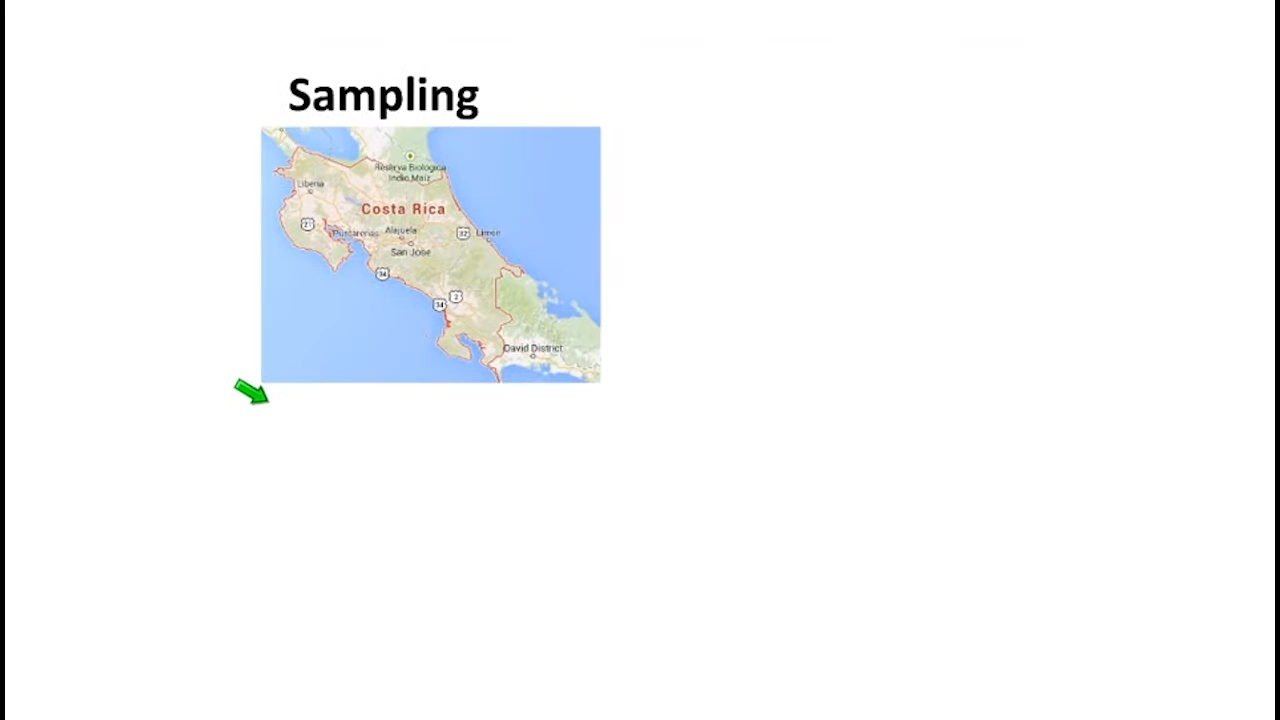 Sampling
Reserva Biologica
Indio Maiz
Liberia
Costa Rica
21
Puntarenas
Alajuela
32
Limon
San Jose
34
2
34
David District